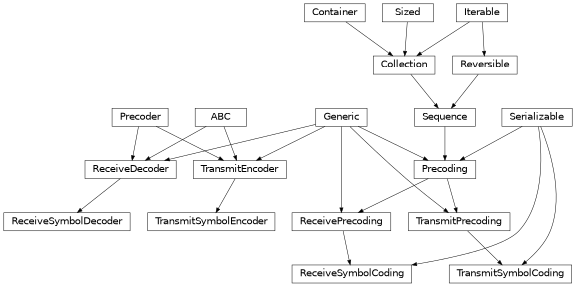 Container
Sized
Iterable
Collection
Reversible
Precoder
ABC
Generic
Sequence
Serializable
ReceiveDecoder
TransmitEncoder
Precoding
ReceiveSymbolDecoder
TransmitSymbolEncoder
ReceivePrecoding
TransmitPrecoding
ReceiveSymbolCoding
TransmitSymbolCoding